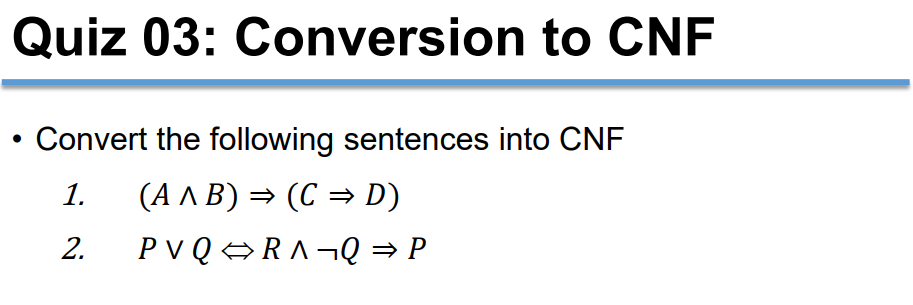 Quiz 03: Conversion to CNF
• Convert the following sentences into CNF
1. (A ∧ B) ⇒ (C ⇒ D)
2. P ∨ Q ⇔ R ∧ ¬Q ⇒ P